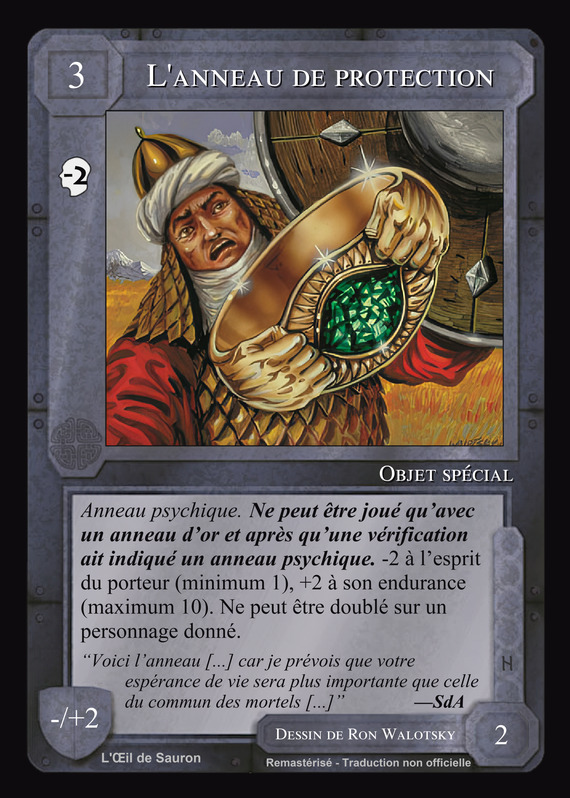 3
L'anneau de protection
-2
Objet spécial
Anneau psychique. Ne peut être joué qu'avec
un anneau d'or et après qu'une vérification
ait indiqué un anneau psychique. -2 à l'esprit
du porteur (minimum 1), +2 à son endurance
(maximum 10). Ne peut être doublé sur un
personnage donné.
“Voici l'anneau [...] car je prévois que votre
espérance de vie sera plus importante que celle
du commun des mortels [...]” —SdA
-/+2
Dessin de Ron Walotsky
2
L'Œil de Sauron
Remastérisé - Traduction non officielle